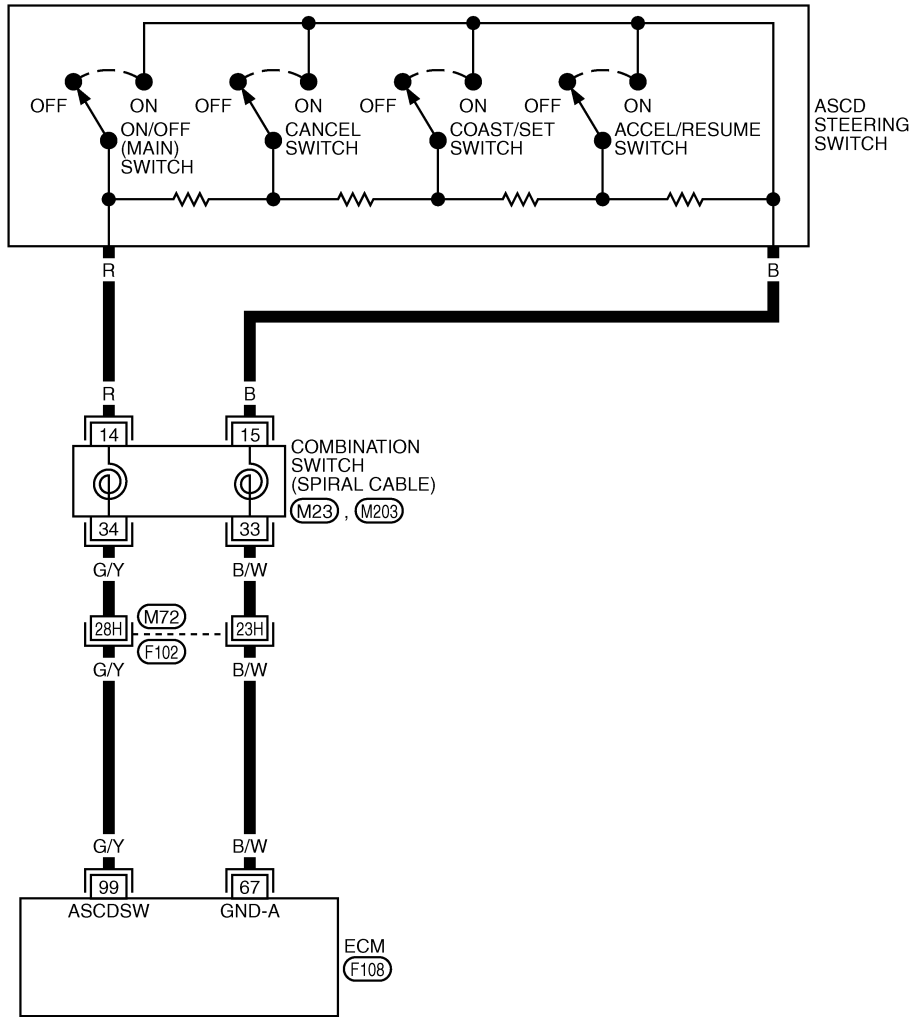 OFF ON OFF ON OFF ON OFF ON
ON/OFF
(MAIN)
SWITCH
CANCEL
SWITCH
COAST/SET
SWITCH
ACCEL/RESUME
SWITCH
ASCD
STEERING
SWITCH
R B
R B
14 15
COMBINATION
SWITCH
(SPIRAL CABLE)
M23 , M203
34 33
G/Y B/W
28H M72 23H
F102
G/Y B/W
G/Y B/W
99 67
ASCDSW GND-A
ECM
F108